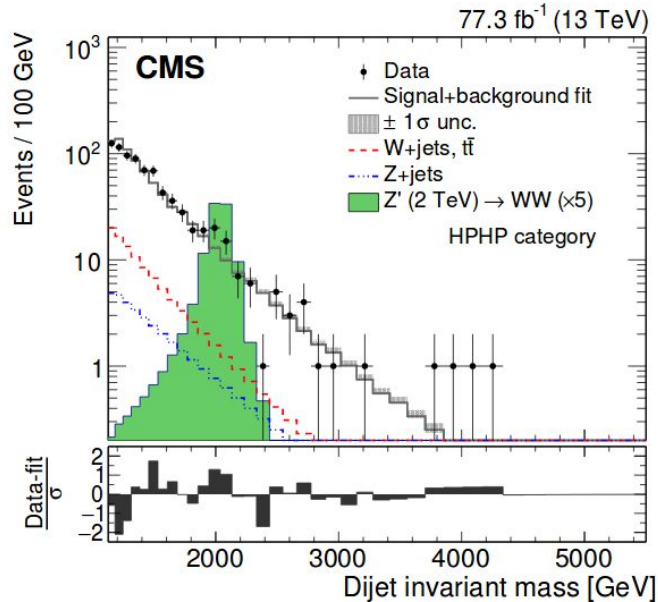 77.3 fb⁻¹ (13 TeV)
CMS
Data
Signal+background fit
± 1σ unc.
W+jets, tt̄
Z+jets
Z' (2 TeV) → WW (×5)
HPHP category
Events / 100 GeV
10³
10²
10
1
Data-fit
σ
2
1
0
−1
−2
2000 3000 4000 5000
Dijet invariant mass [GeV]